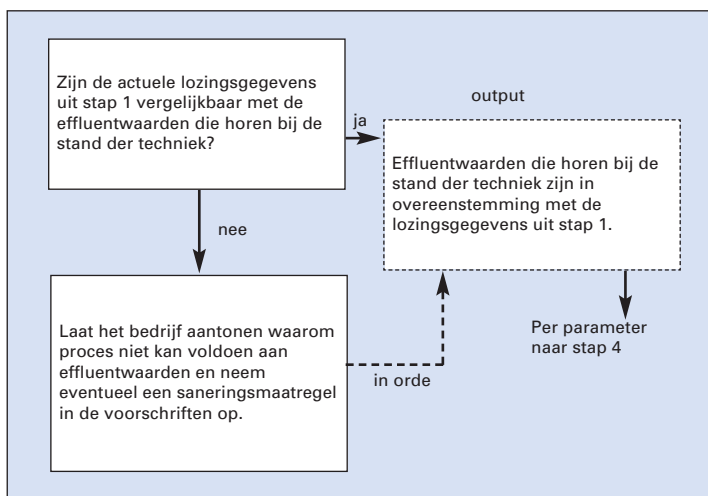 Zijn de actuele lozingsgegevens
uit stap 1 vergelijkbaar met de
effluentwaarden die horen bij de
stand der techniek?
ja
output
Effluentwaarden die horen bij de
stand der techniek zijn in
overeenstemming met de
lozingsgegevens uit stap 1.
nee
Laat het bedrijf aantonen waarom
proces niet kan voldoen aan
effluentwaarden en neem
eventueel een saneringsmaatregel
in de voorschriften op.
in orde
Per parameter
naar stap 4